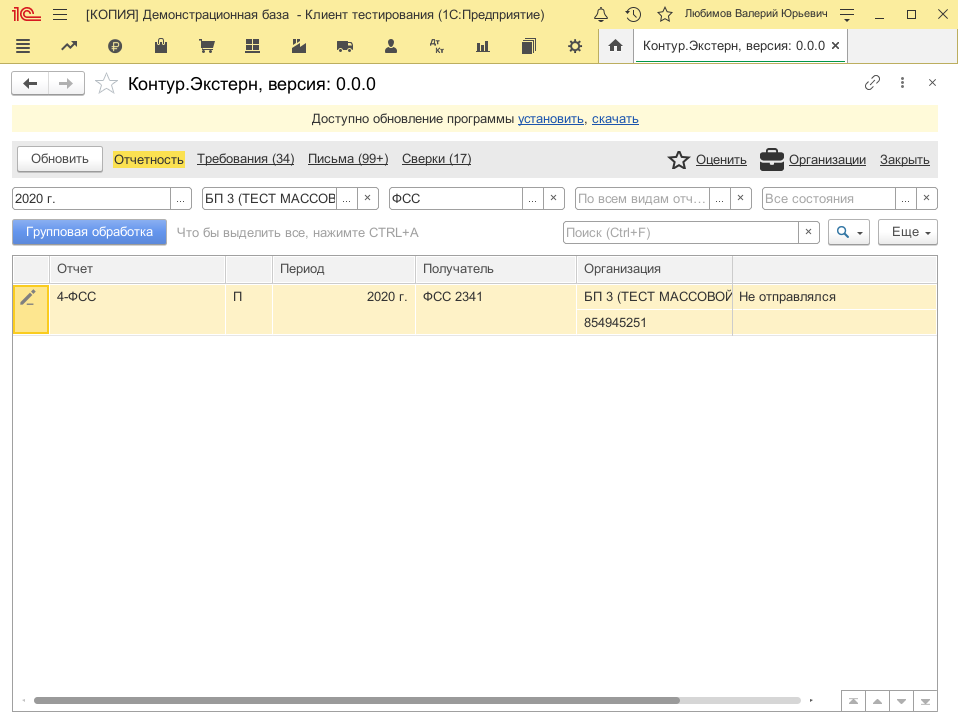 [КОПИЯ] Демонстрационная база - Клиент тестирования (1С:Предприятие)
Любимов Валерий Юрьевич
Контур.Экстерн, версия: 0.0.0 ×
Контур.Экстерн, версия: 0.0.0
Доступно обновление программы установить, скачать
Обновить Отчетность Требования (34) Письма (99+) Сверки (17) Оценить Организации Закрыть
2020 г. ... БП 3 (ТЕСТ МАССОВ ... × ФСС ... × По всем видам отч... ... × Все состояния ... ×
Групповая обработка Что бы выделить все, нажмите CTRL+A Поиск (Ctrl+F) × Еще
Отчет Период Получатель Организация
4-ФСС П 2020 г. ФСС 2341 БП 3 (ТЕСТ МАССОВОЙ Не отправлялся
854945251